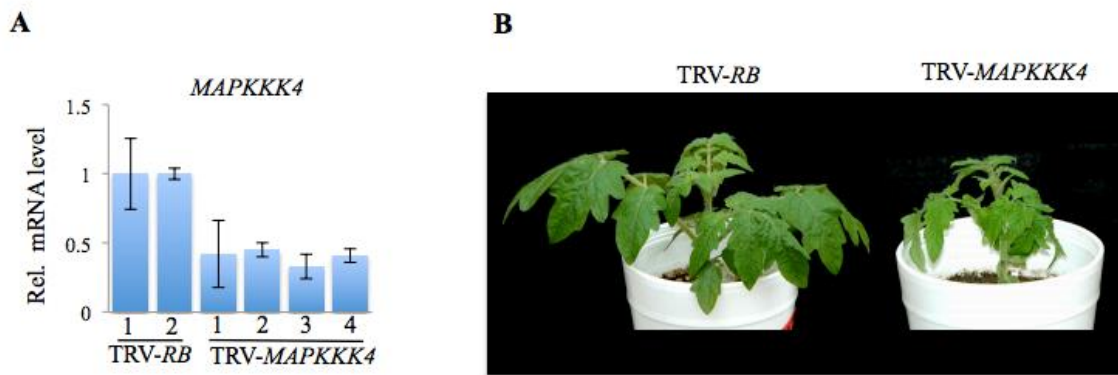 A
MAPKKK4
Rel. mRNA level
1.5
1
0.5
0
1 2 1 2 3 4
TRV-RB TRV-MAPKKK4
B
TRV-RB TRV-MAPKKK4